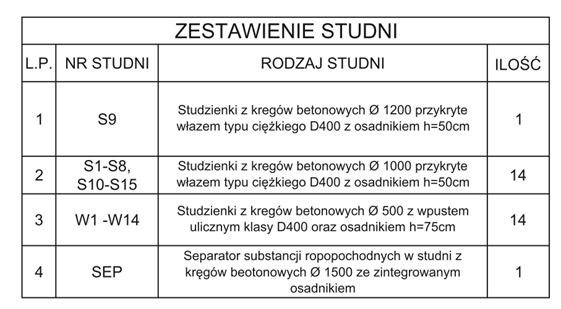 ZESTAWIENIE STUDNI
L.P. NR STUDNI RODZAJ STUDNI ILOŚĆ
1 S9 Studzienki z kregów betonowych Ø 1200 przykryte
włazem typu ciężkiego D400 z osadnikiem h=50cm 1
2 S1-S8,
S10-S15 Studzienki z kregów betonowych Ø 1000 przykryte
włazem typu ciężkiego D400 z osadnikiem h=50cm 14
3 W1 -W14 Studzienki z kregów betonowych Ø 500 z wpustem
ulicznym klasy D400 oraz osadnikiem h=75cm 14
4 SEP Separator substancji ropopochodnych w studni z
kręgów beotonowych Ø 1500 ze zintegrowanym
osadnikiem 1